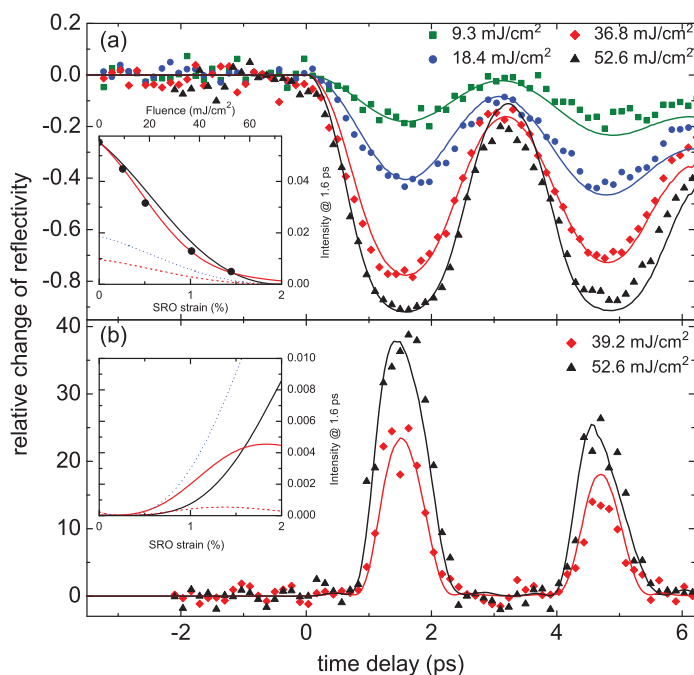 0.2
(a)
9.3 mJ/cm²
36.8 mJ/cm²
18.4 mJ/cm²
52.6 mJ/cm²
0.0
-0.2
-0.4
-0.6
-0.8
Fluence (mJ/cm²)
0 20 40 60
0.04
0.02
0.00
Intensity @ 1.6 ps
0 1 2
SRO strain (%)
relative change of reflectivity
40
(b)
39.2 mJ/cm²
52.6 mJ/cm²
30
20
10
0
0.010
0.008
0.006
0.004
0.002
0.000
Intensity @ 1.6 ps
0 1 2
SRO strain (%)
-2 0 2 4 6
time delay (ps)